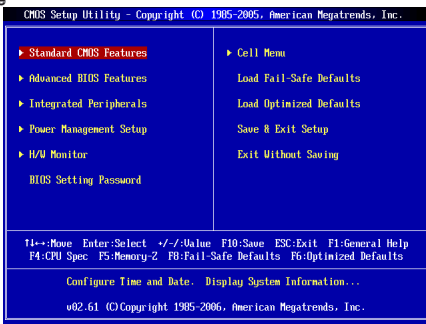 CMOS Setup Utility - Copyright (C) 1985-2005, American Megatrends, Inc.
▶ Standard CMOS Features
▶ Advanced BIOS Features
▶ Integrated Peripherals
▶ Power Management Setup
▶ H/W Monitor
BIOS Setting Password
▶ Cell Menu
Load Fail-Safe Defaults
Load Optimized Defaults
Save & Exit Setup
Exit Without Saving
↑↓←→:Move Enter:Select +/-/:Value F10:Save ESC:Exit F1:General Help
F4:CPU Spec F5:Memory-Z F8:Fail-Safe Defaults F6:Optimized Defaults
Configure Time and Date. Display System Information...
v02.61 (C)Copyright 1985-2006, American Megatrends, Inc.